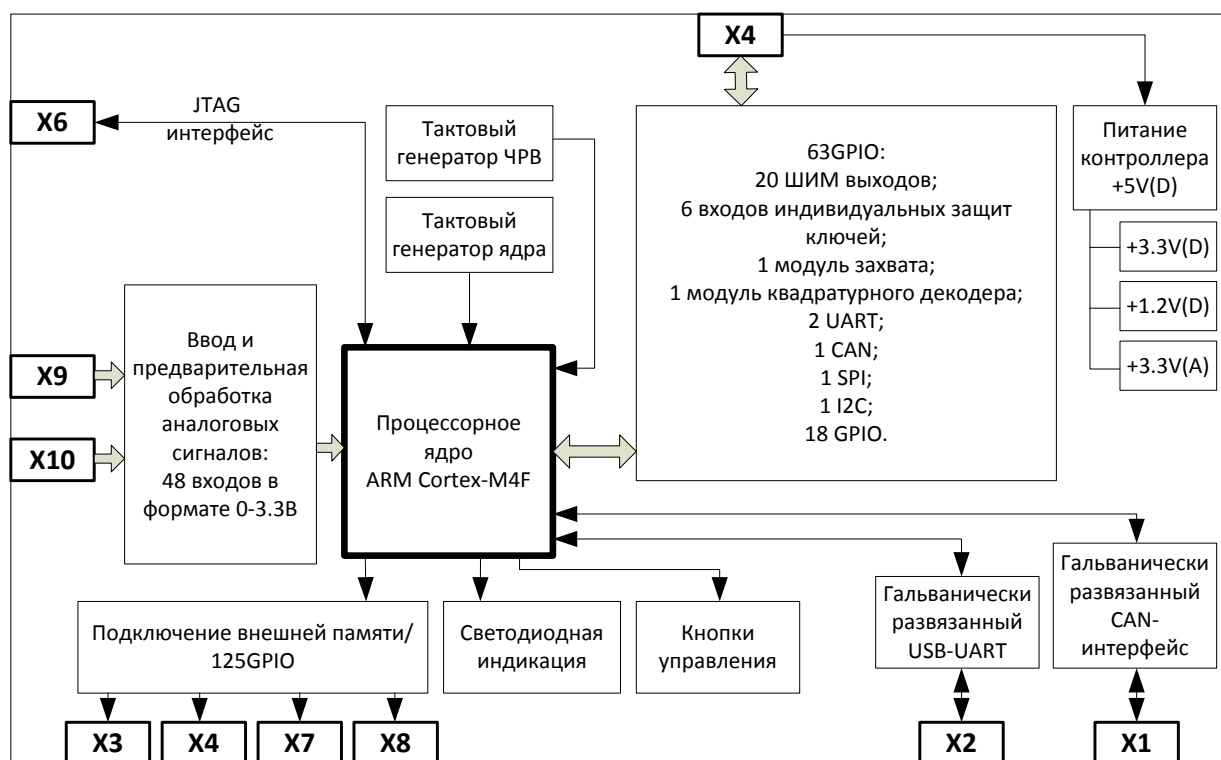 X4
X6
JTAG
интерфейс
Тактовый
генератор ЧРВ
Тактовый
генератор ядра
63GPIO:
20 ШИМ выходов;
6 входов индивидуальных защит
ключей;
1 модуль захвата;
1 модуль квадратурного декодера;
2 UART;
1 CAN;
1 SPI;
1 I2C;
18 GPIO.
Питание
контроллера
+5V(D)
+3.3V(D)
+1.2V(D)
+3.3V(A)
X9
X10
Ввод и
предварительная
обработка
аналоговых
сигналов:
48 входов в
формате 0-3.3В
Процессорное
ядро
ARM Cortex-M4F
Подключение внешней памяти/
125GPIO
Светодиодная
индикация
Кнопки
управления
Гальванически
развязанный
USB-UART
Гальванически
развязанный
CAN-
интерфейс
X3
X4
X7
X8
X2
X1